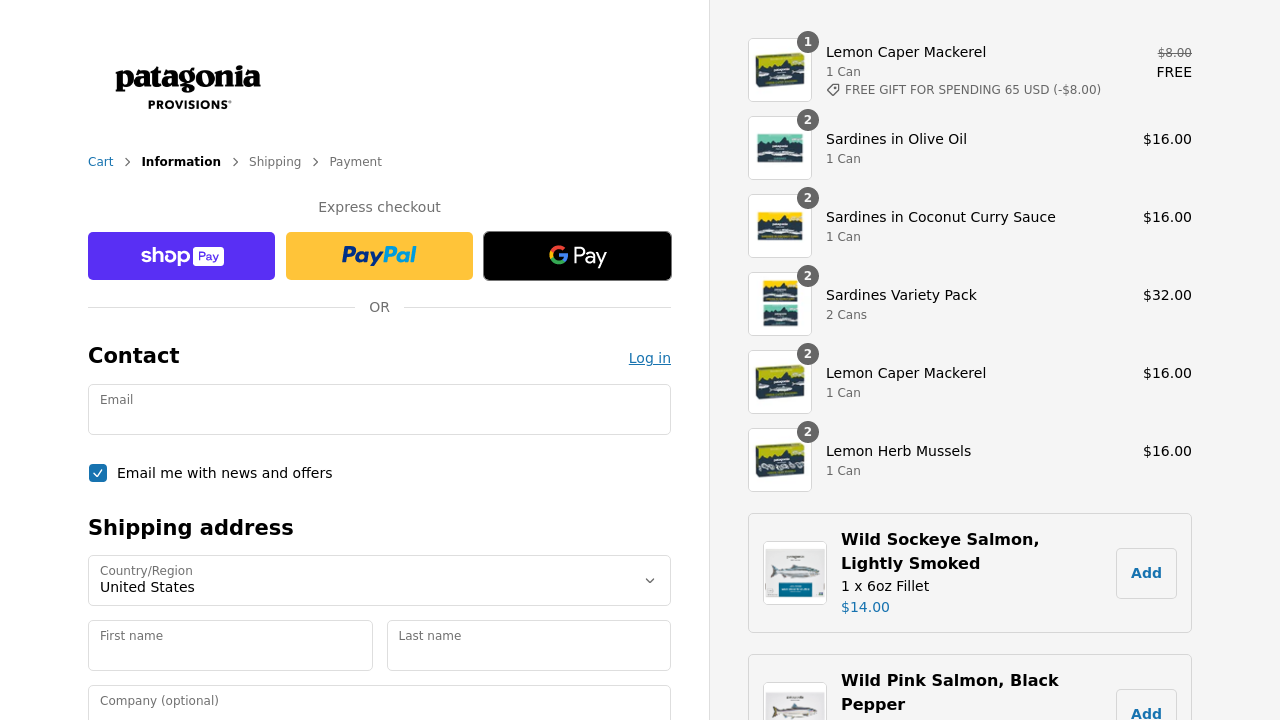 patagonia
PROVISIONS®
Cart
Information
Shipping
Payment
Express checkout
shop Pay
PayPal
G Pay
OR
Contact
Log in
Email
Email me with news and offers
Shipping address
Country/Region
United States
First name
Last name
Company (optional)
1
Lemon Caper Mackerel
$8.00
1 Can
FREE
FREE GIFT FOR SPENDING 65 USD (-$8.00)
2
Sardines in Olive Oil
$16.00
1 Can
2
Sardines in Coconut Curry Sauce
$16.00
1 Can
2
Sardines Variety Pack
$32.00
2 Cans
2
Lemon Caper Mackerel
$16.00
1 Can
2
Lemon Herb Mussels
$16.00
1 Can
Wild Sockeye Salmon,
Lightly Smoked
1 x 6oz Fillet
$14.00
Add
Wild Pink Salmon, Black
Pepper
Add